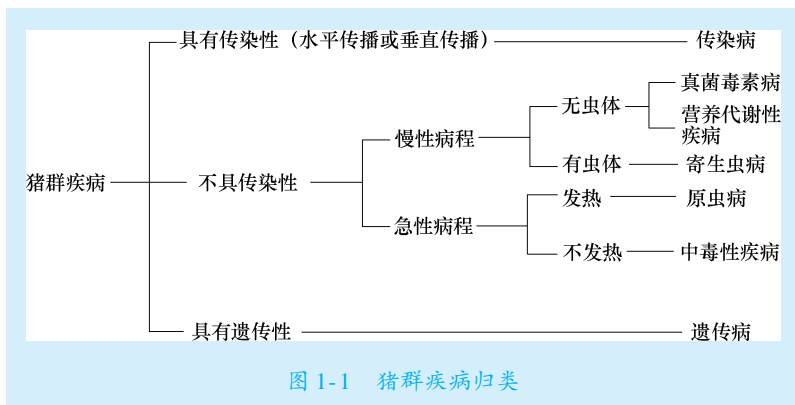 具有传染性（水平传播或垂直传播） 传染病
真菌毒素病
无虫体
营养代谢性
疾病
慢性病程
有虫体 寄生虫病
猪群疾病 不具传染性
发热 原虫病
急性病程
不发热 中毒性疾病
具有遗传性 遗传病
图 1-1 猪群疾病归类